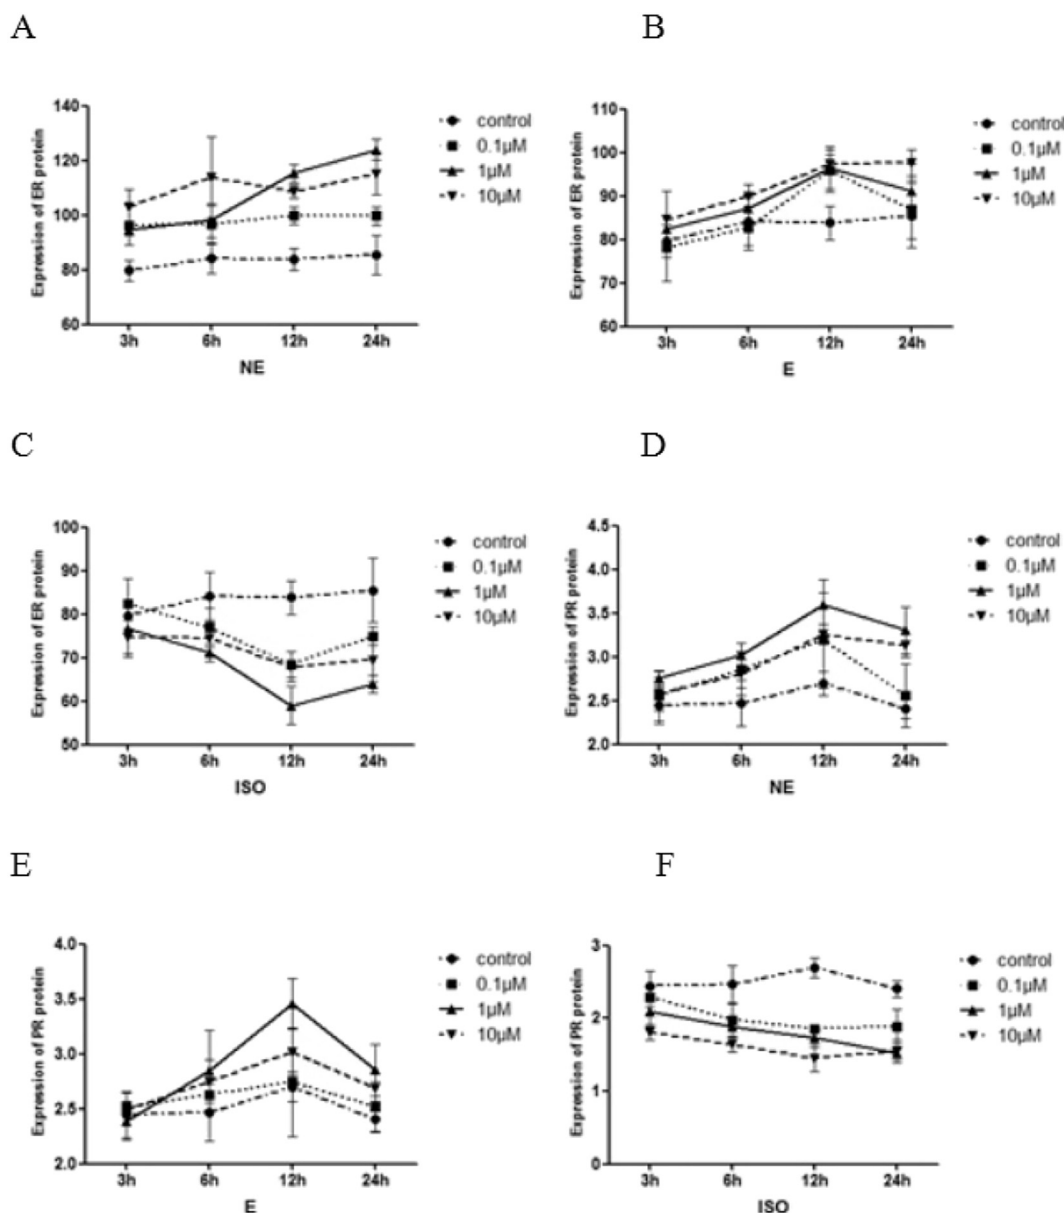 A
B
Expression of ER protein
140
120
100
80
60
3h 6h 12h 24h
NE
control
0.1µM
1µM
10µM
Expression of ER protein
110
100
90
80
70
60
3h 6h 12h 24h
E
control
0.1µM
1µM
10µM
C
D
Expression of ER protein
100
90
80
70
60
50
3h 6h 12h 24h
ISO
control
0.1µM
1µM
10µM
Expression of PR protein
4.5
4.0
3.5
3.0
2.5
2.0
3h 6h 12h 24h
NE
control
0.1µM
1µM
10µM
E
F
Expression of PR protein
4.0
3.5
3.0
2.5
2.0
3h 6h 12h 24h
E
control
0.1µM
1µM
10µM
Expression of PR protein
3
2
1
0
3h 6h 12h 24h
ISO
control
0.1µM
1µM
10µM